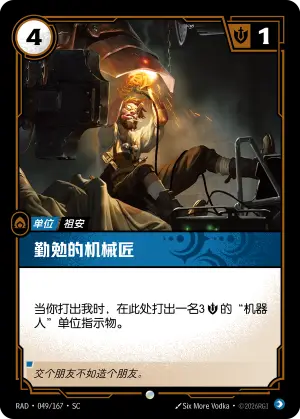 4
1
单位 祖安
勤勉的机械匠
当你打出我时，在此处打出一名3 的“机器
人”单位指示物。
交个朋友不如造个朋友。
RAD • 049/167 • SC
Six More Vodka • ©2026RGI